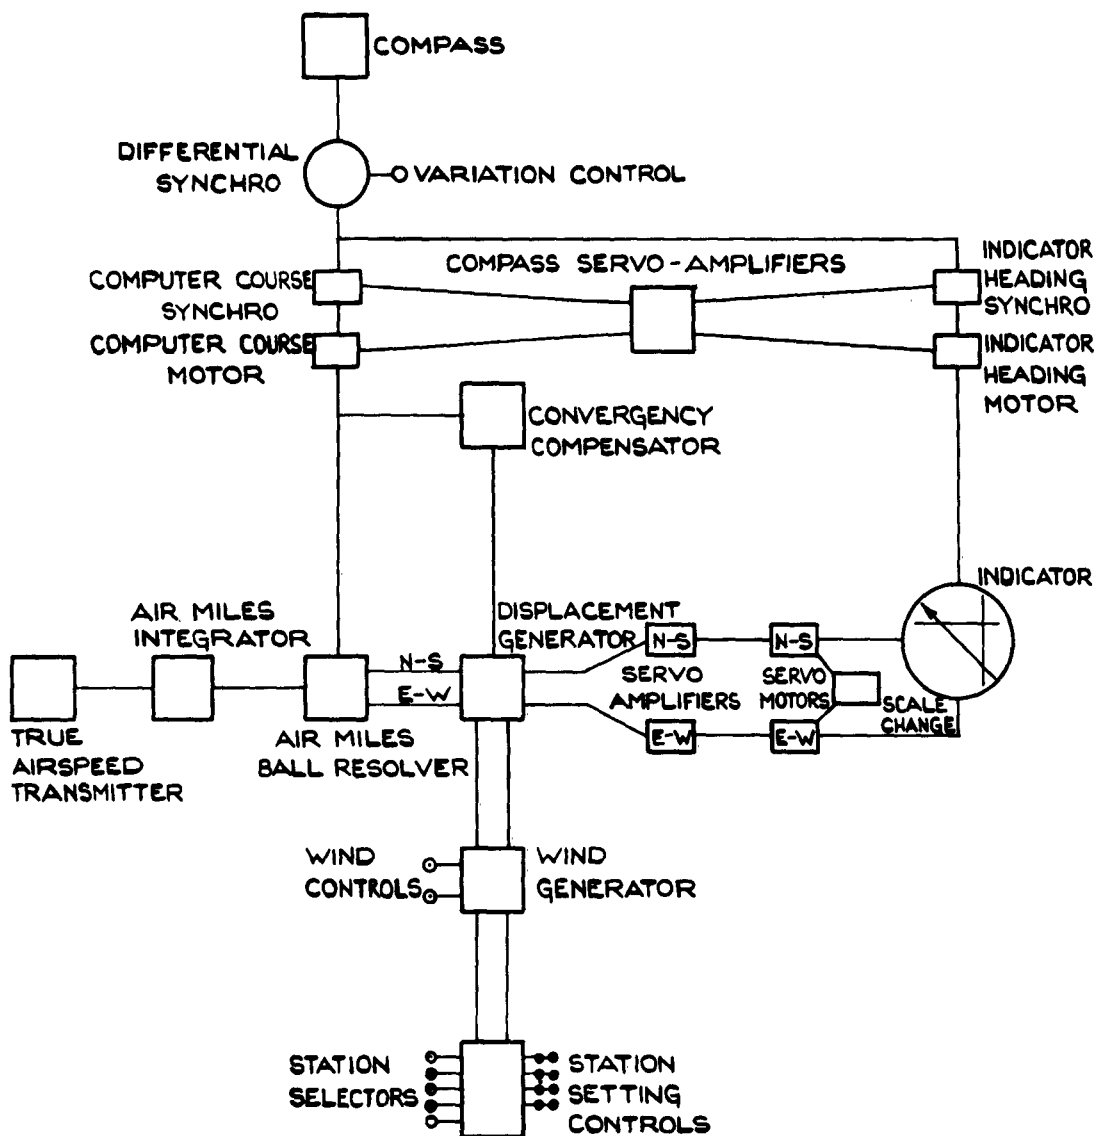 COMPASS
DIFFERENTIAL
SYNCHRO
VARIATION CONTROL
COMPUTER COURSE
SYNCHRO
COMPASS SERVO-AMPLIFIERS
INDICATOR
HEADING
SYNCHRO
COMPUTER COURSE
MOTOR
INDICATOR
HEADING
MOTOR
CONVERGENCY
COMPENSATOR
INDICATOR
AIR MILES
INTEGRATOR
DISPLACEMENT
GENERATOR
N-S
N-S
N-S
E-W
SERVO
AMPLIFIERS
SERVO
MOTORS
SCALE
CHANGE
E-W
E-W
TRUE
AIRSPEED
TRANSMITTER
AIR MILES
BALL RESOLVER
WIND
CONTROLS
WIND
GENERATOR
STATION
SELECTORS
STATION
SETTING
CONTROLS